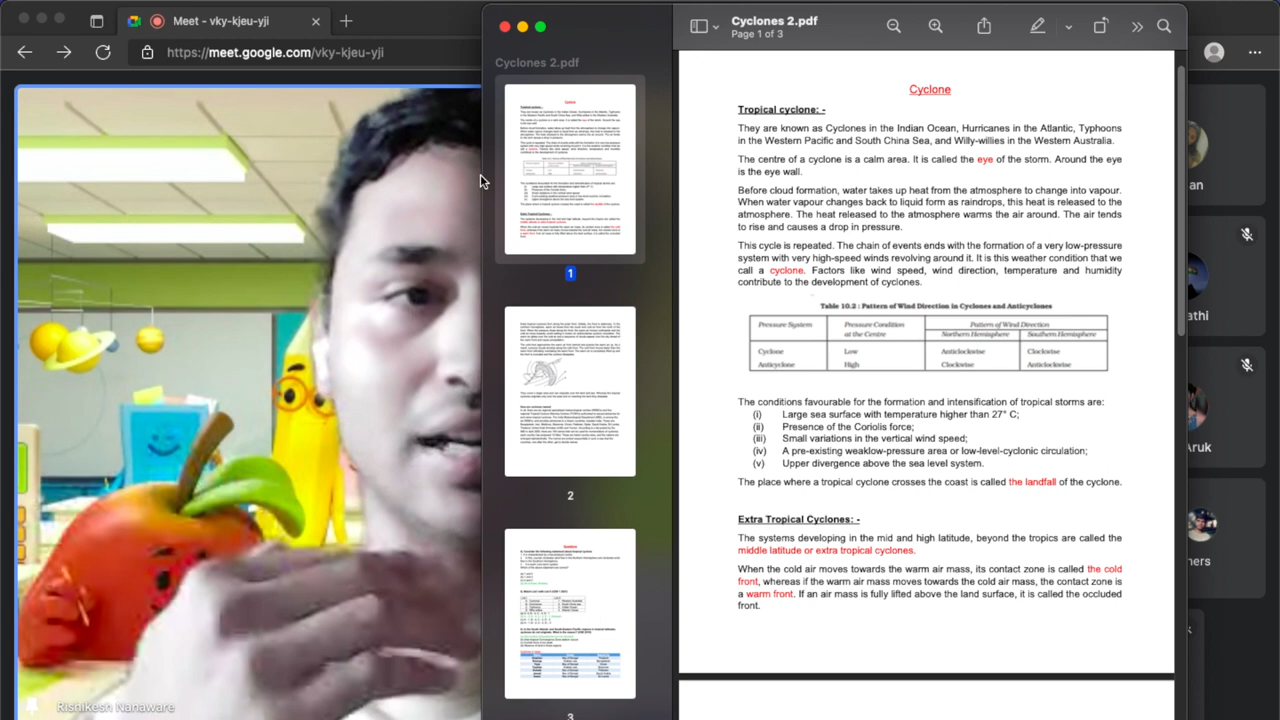 Meet - vky-kjeu-yji
https://meet.google.com/vky-kjeu-yji
Cyclones 2.pdf
Page 1 of 3
Cyclones 2.pdf
1
2
3
Cyclone
Tropical cyclone: -
They are known as Cyclones in the Indian Ocean, Hurricanes in the Atlantic, Typhoons
in the Western Pacific and South China Sea, and Willy-willies in the Western Australia.
The centre of a cyclone is a calm area. It is called the eye of the storm. Around the eye
is the eye wall.
Before cloud formation, water takes up heat from the atmosphere to change into vapour.
When water vapour changes back to liquid form as raindrops, this heat is released to the
atmosphere. The heat released to the atmosphere warms the air around. The air tends
to rise and causes a drop in pressure.
This cycle is repeated. The chain of events ends with the formation of a very low-pressure
system with very high-speed winds revolving around it. It is this weather condition that we
call a cyclone. Factors like wind speed, wind direction, temperature and humidity
contribute to the development of cyclones.
Table 10.2 : Pattern of Wind Direction in Cyclones and Anticyclones
Pressure System Pressure Condition Pattern of Wind Direction
at the Centre Northern Hemisphere Southern Hemisphere
Cyclone Low Anticlockwise Clockwise
Anticyclone High Clockwise Anticlockwise
The conditions favourable for the formation and intensification of tropical storms are:
(i) Large sea surface with temperature higher than 27° C;
(ii) Presence of the Coriolis force;
(iii) Small variations in the vertical wind speed;
(iv) A pre-existing weaklow-pressure area or low-level-cyclonic circulation;
(v) Upper divergence above the sea level system.
The place where a tropical cyclone crosses the coast is called the landfall of the cyclone.
Extra Tropical Cyclones: -
The systems developing in the mid and high latitude, beyond the tropics are called the
middle latitude or extra tropical cyclones.
When the cold air moves towards the warm air mass, its contact zone is called the cold
front, whereas if the warm air mass moves towards the cold air mass, the contact zone is
a warm front. If an air mass is fully lifted above the land surface, it is called the occluded
front.
an
athi
Aruk
ers
Rishikesh Nanaware